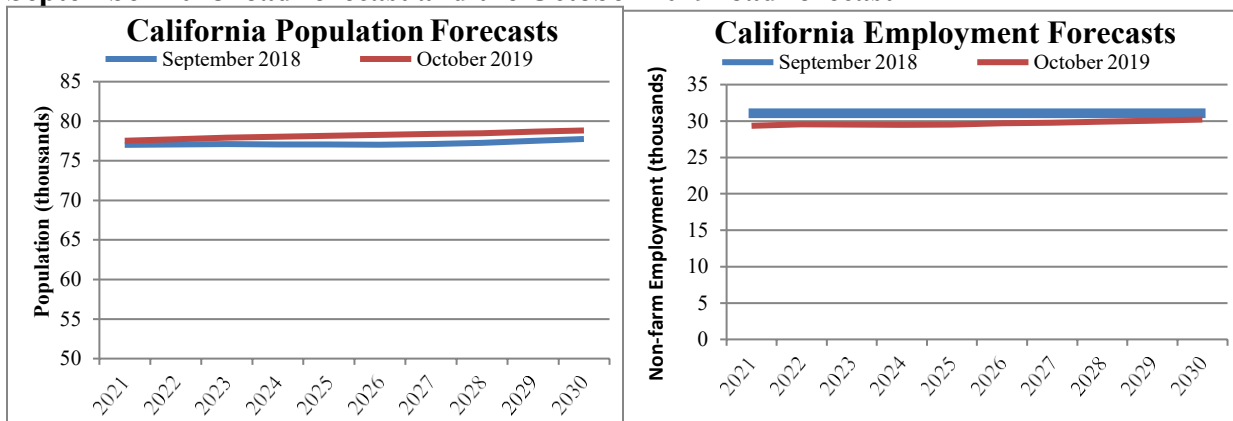 California Population Forecasts
September 2018 October 2019
Population (thousands)
85
80
75
70
65
60
55
50
2021 2022 2023 2024 2025 2026 2027 2028 2029 2030
California Employment Forecasts
September 2018 October 2019
Non-farm Employment (thousands)
35
30
25
20
15
10
5
0
2021 2022 2023 2024 2025 2026 2027 2028 2029 2030